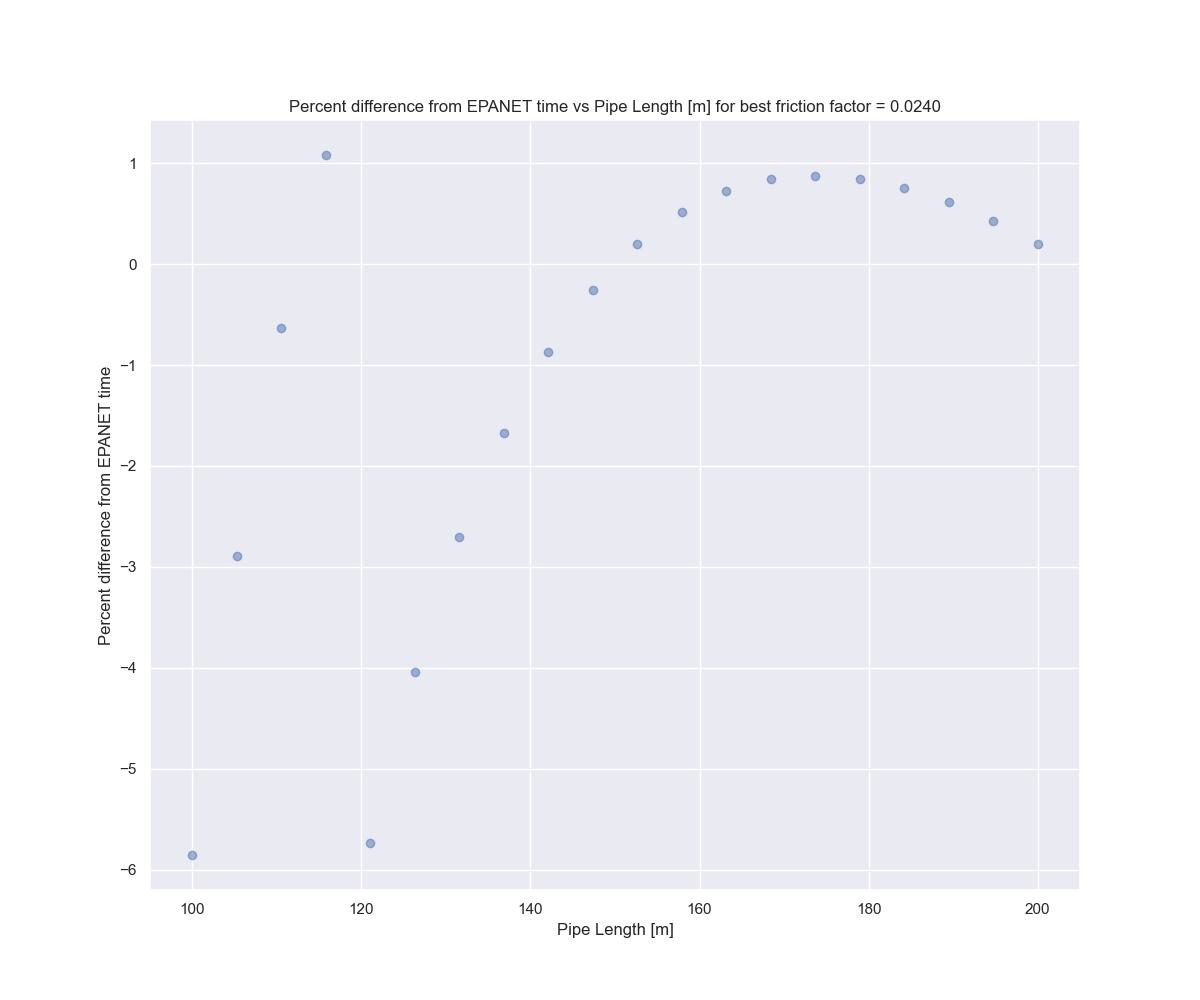 Percent difference from EPANET time vs Pipe Length [m] for best friction factor = 0.0240
Percent difference from EPANET time
1
0
−1
−2
−3
−4
−5
−6
100 120 140 160 180 200
Pipe Length [m]